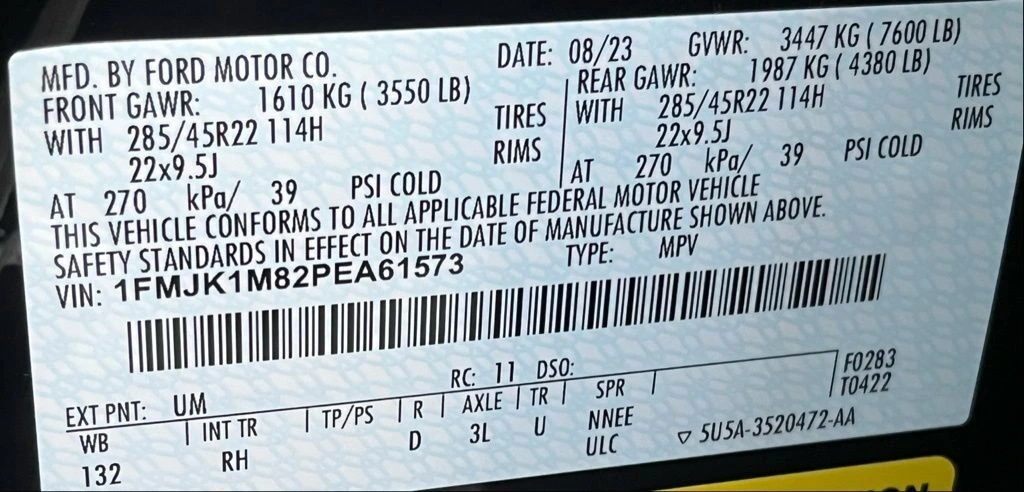 MFD. BY FORD MOTOR CO. DATE: 08/23 GVWR: 3447 KG ( 7600 LB)
FRONT GAWR: 1610 KG ( 3550 LB) REAR GAWR: 1987 KG ( 4380 LB)
WITH 285/45R22 114H TIRES WITH 285/45R22 114H TIRES
22x9.5J RIMS 22x9.5J RIMS
AT 270 kPa/ 39 PSI COLD AT 270 kPa/ 39 PSI COLD
THIS VEHICLE CONFORMS TO ALL APPLICABLE FEDERAL MOTOR VEHICLE
SAFETY STANDARDS IN EFFECT ON THE DATE OF MANUFACTURE SHOWN ABOVE.
VIN: 1FMJK1M82PEA61573 TYPE: MPV
EXT PNT: UM RC: 11 DSO: F0283
WB INT TR TP/PS R AXLE TR SPR T0422
132 RH D 3L U NNEE
ULC 5U5A-3520472-AA